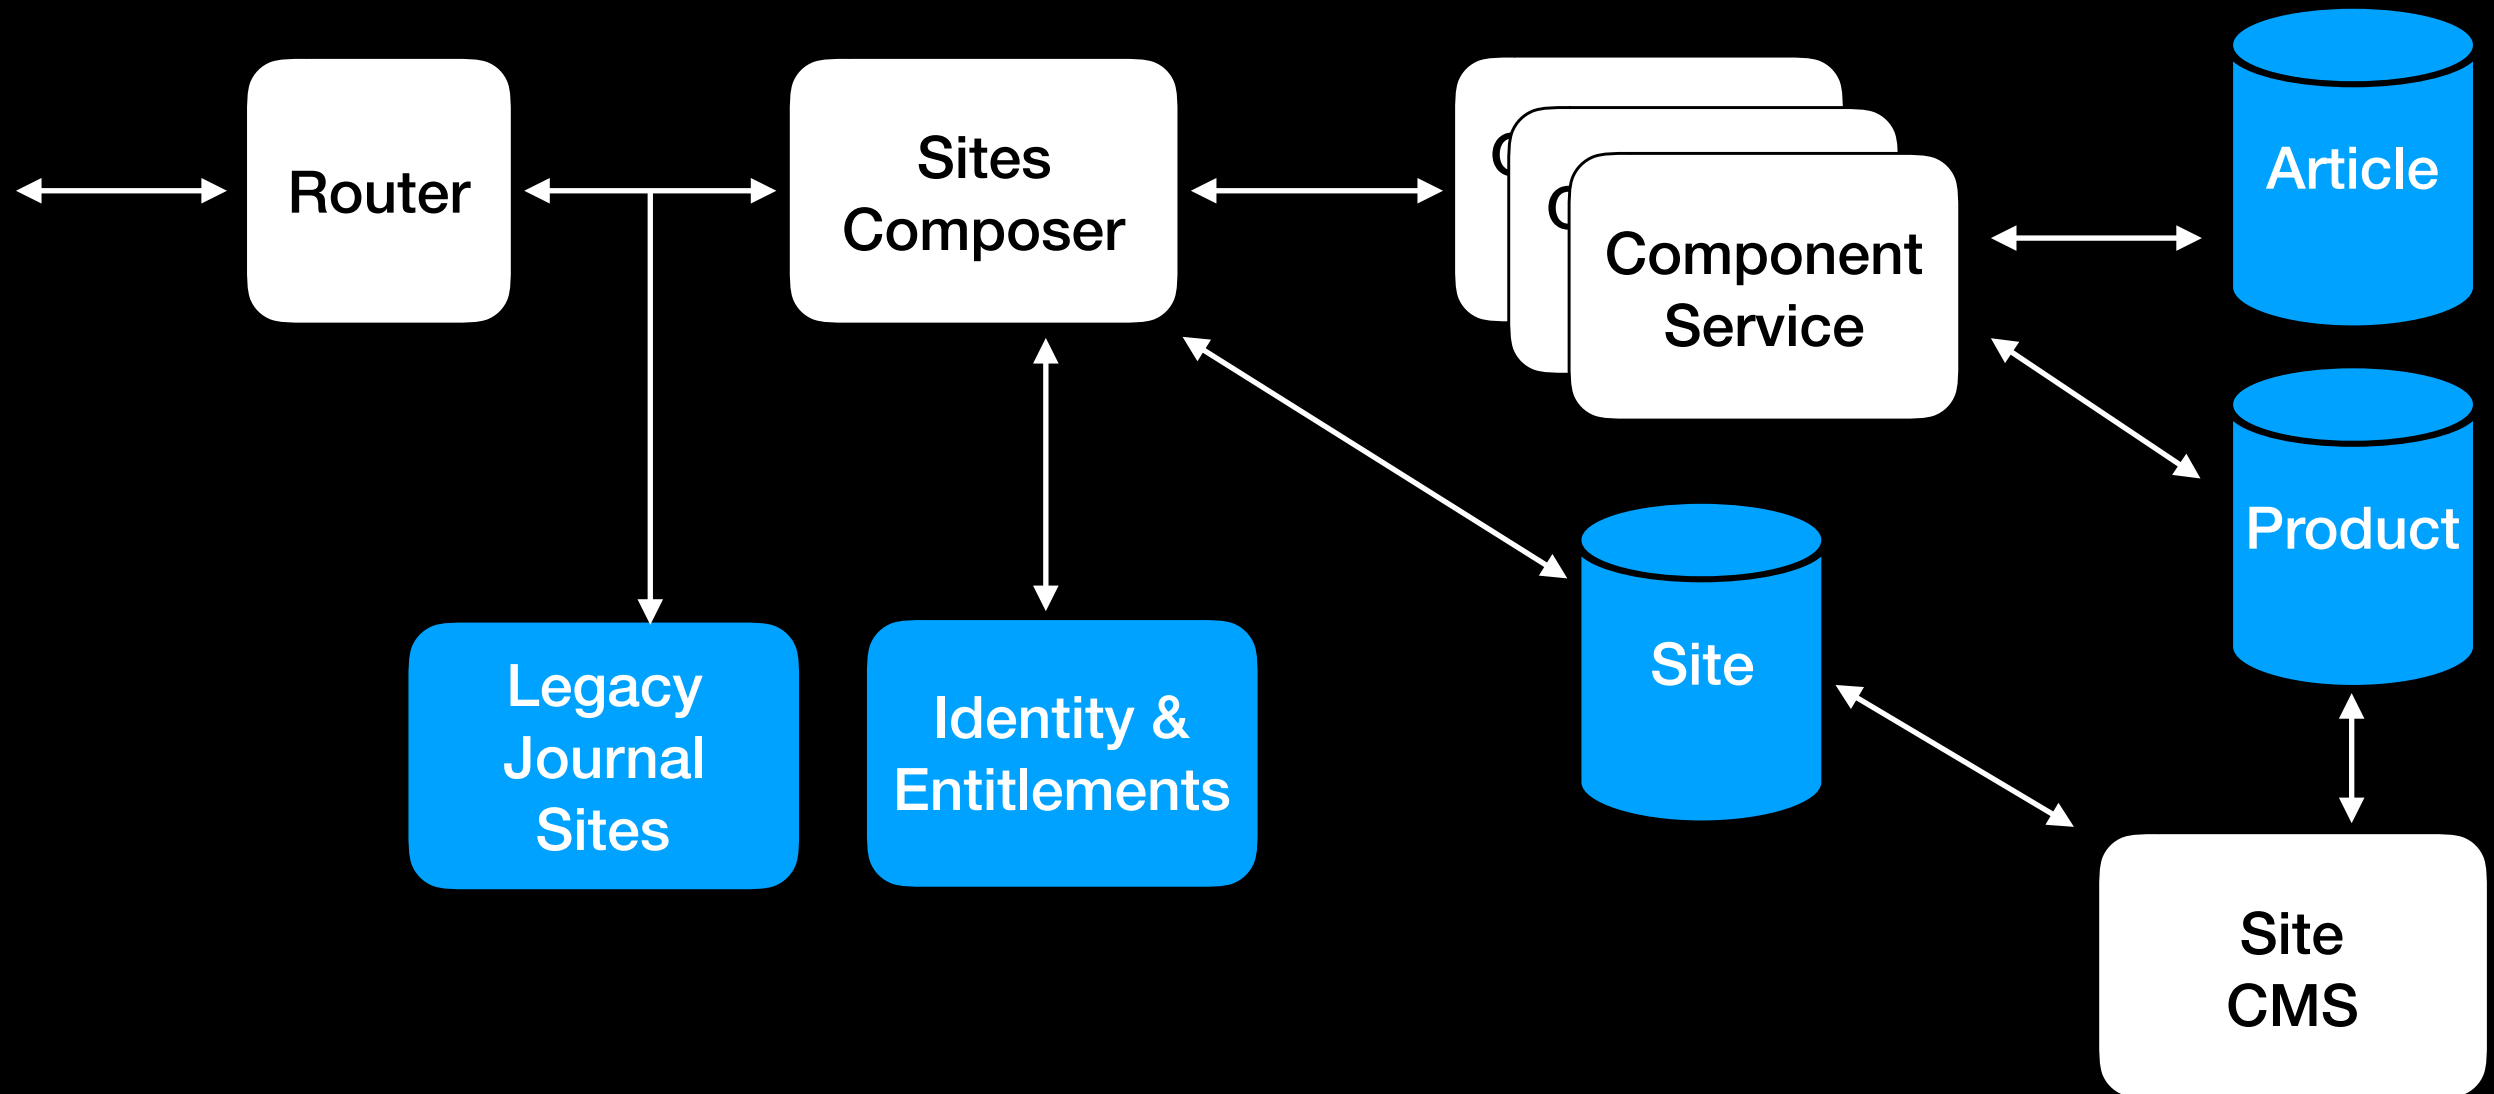 Router
Sites
Composer
Component
Service
Article
Product
Site
Legacy
Journal
Sites
Identity &
Entitlements
Site
CMS